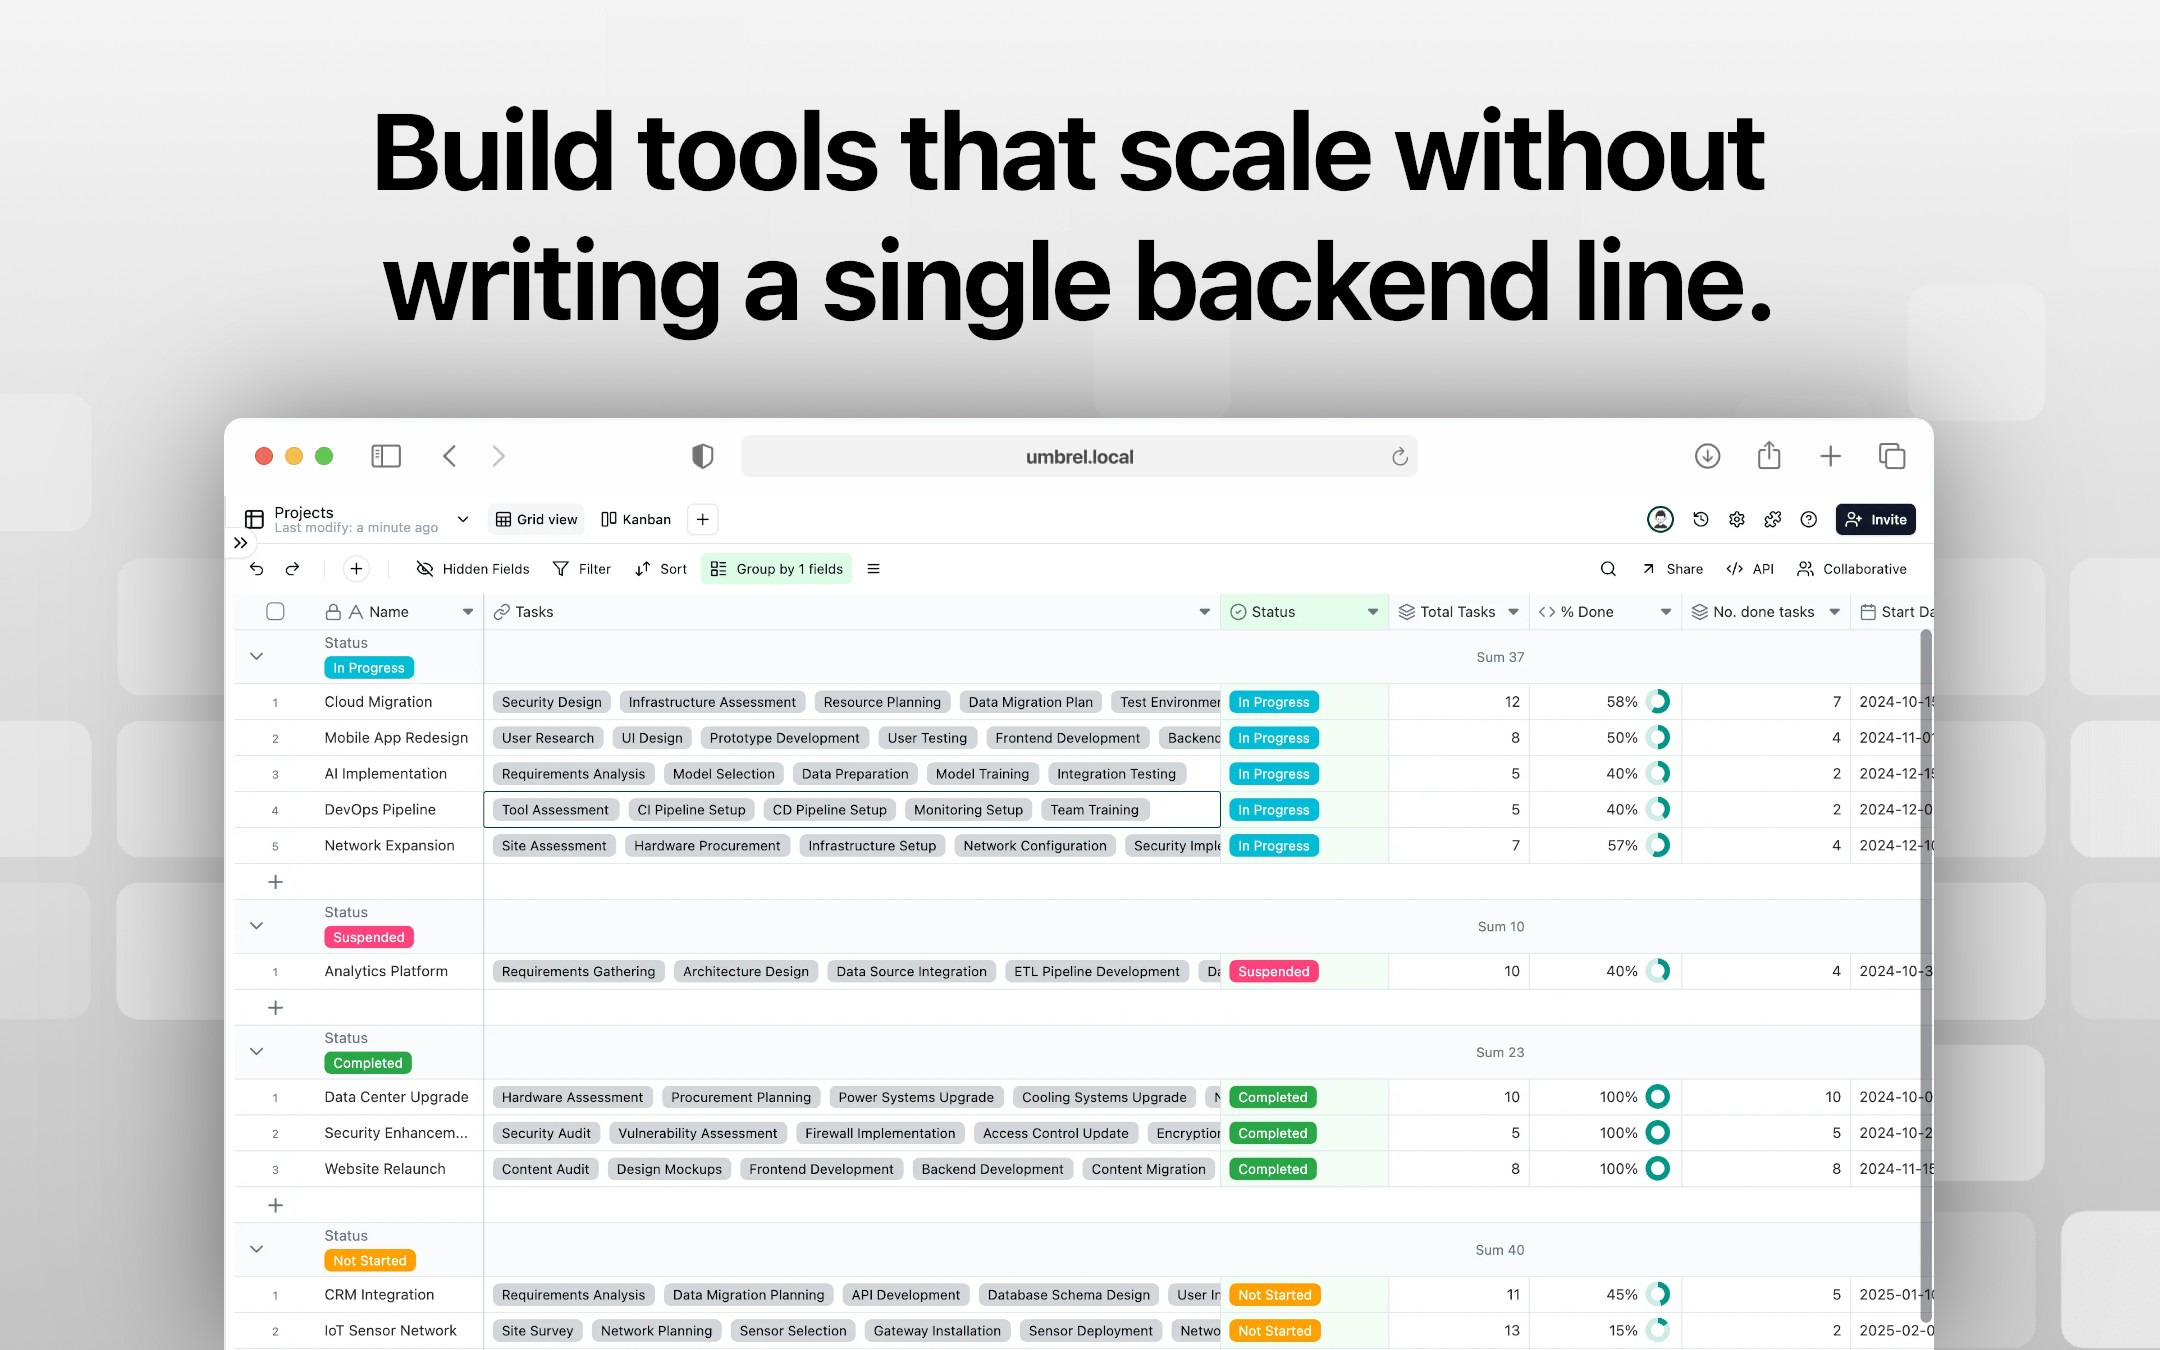 Build tools that scale without
writing a single backend line.
umbrel.local
Projects
Last modify: a minute ago
Grid view Kanban
Invite
Hidden Fields Filter Sort Group by 1 fields Share API Collaborative
Name Tasks Status Total Tasks % Done No. done tasks Start Da
Status
In Progress
Sum 37
1 Cloud Migration Security Design Infrastructure Assessment Resource Planning Data Migration Plan Test Environmen In Progress 12 58% 7 2024-10-15
2 Mobile App Redesign User Research UI Design Prototype Development User Testing Frontend Development Backend In Progress 8 50% 4 2024-11-01
3 AI Implementation Requirements Analysis Model Selection Data Preparation Model Training Integration Testing In Progress 5 40% 2 2024-12-15
4 DevOps Pipeline Tool Assessment CI Pipeline Setup CD Pipeline Setup Monitoring Setup Team Training In Progress 5 40% 2 2024-12-0
5 Network Expansion Site Assessment Hardware Procurement Infrastructure Setup Network Configuration Security Imple In Progress 7 57% 4 2024-12-10
Status
Suspended
Sum 10
1 Analytics Platform Requirements Gathering Architecture Design Data Source Integration ETL Pipeline Development Da Suspended 10 40% 4 2024-10-3
Status
Completed
Sum 23
1 Data Center Upgrade Hardware Assessment Procurement Planning Power Systems Upgrade Cooling Systems Upgrade Completed 10 100% 10 2024-10-0
2 Security Enhancem... Security Audit Vulnerability Assessment Firewall Implementation Access Control Update Encryption Completed 5 100% 5 2024-10-2
3 Website Relaunch Content Audit Design Mockups Frontend Development Backend Development Content Migration Completed 8 100% 8 2024-11-15
Status
Not Started
Sum 40
1 CRM Integration Requirements Analysis Data Migration Planning API Development Database Schema Design User In Not Started 11 45% 5 2025-01-10
2 IoT Sensor Network Site Survey Network Planning Sensor Selection Gateway Installation Sensor Deployment Netwo Not Started 13 15% 2 2025-02-0